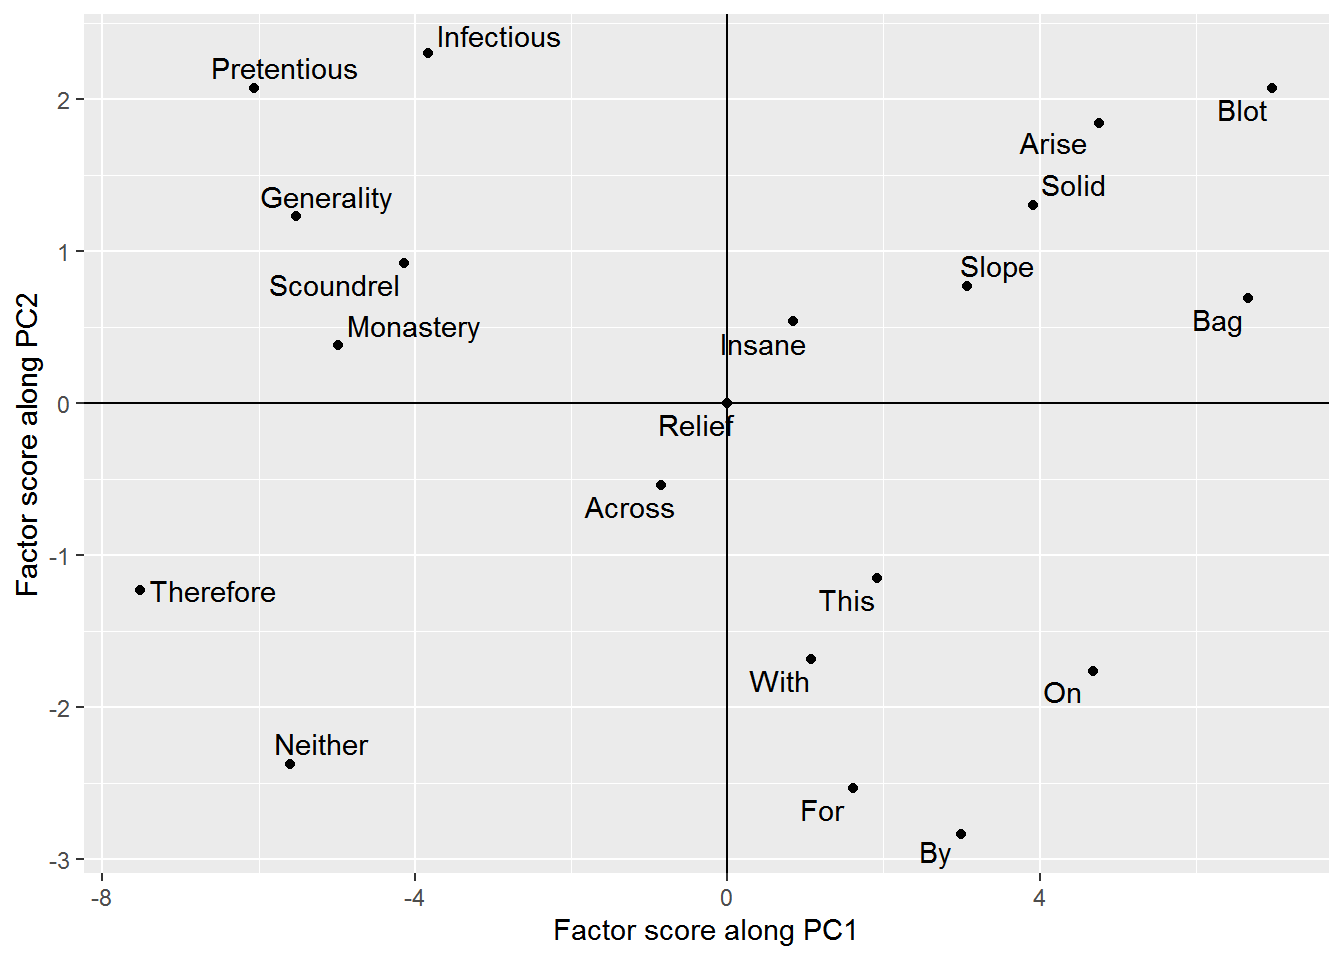 Infectious
Pretentious
2
Blot
Arise
Solid
Generality
1
Slope
Scoundrel
Bag
Monastery
Insane
0
Relief
Across
-1
Therefore
This
With
On
-2
Neither
For
By
-3
-8
-4
0
4
Factor score along PC1
Factor score along PC2